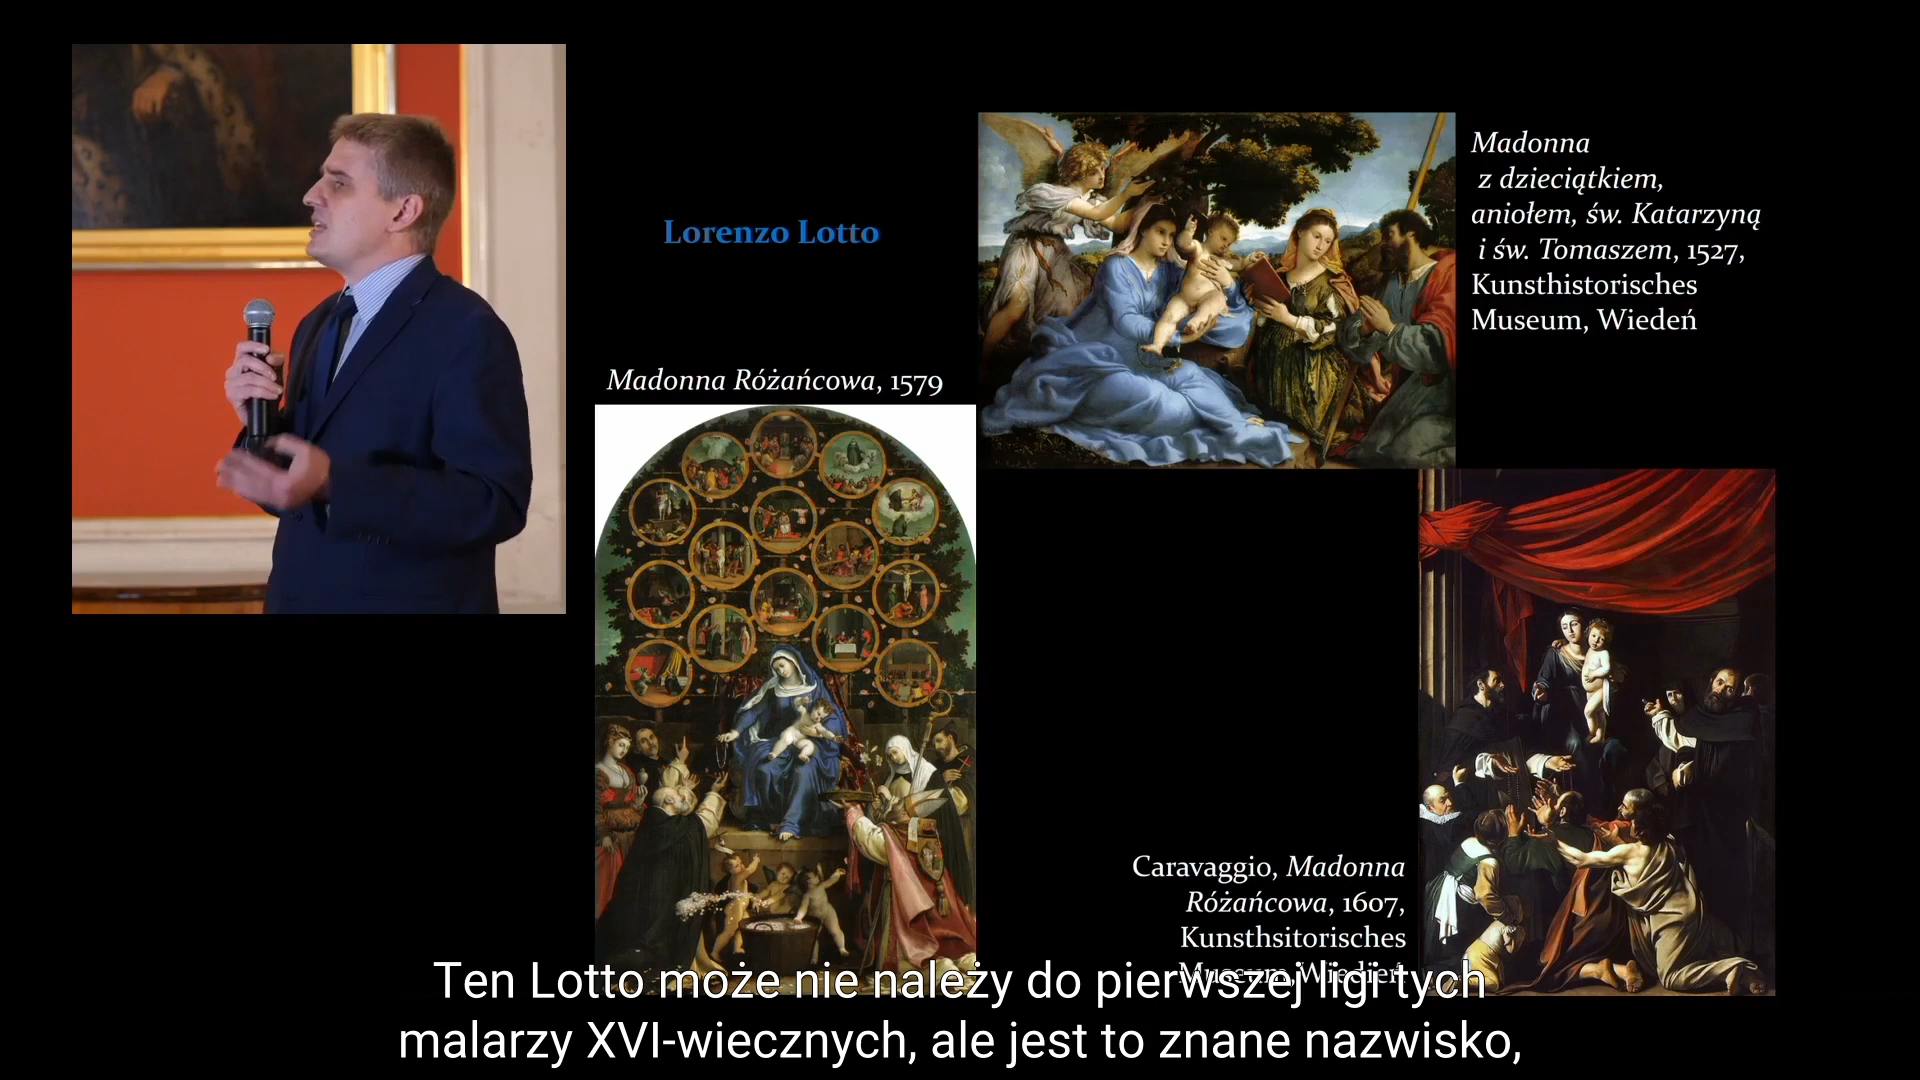 Lorenzo Lotto
Madonna Różańcowa, 1579
Madonna
z dzieciątkiem,
aniołem, św. Katarzyną
i św. Tomaszem, 1527,
Kunsthistorisches
Museum, Wiedeń
Caravaggio, Madonna
Różańcowa, 1607,
Kunsthsitorisches
Museum, Wiedień
Ten Lotto może nie należy do pierwszej ligi tych
malarzy XVI-wiecznych, ale jest to znane nazwisko,